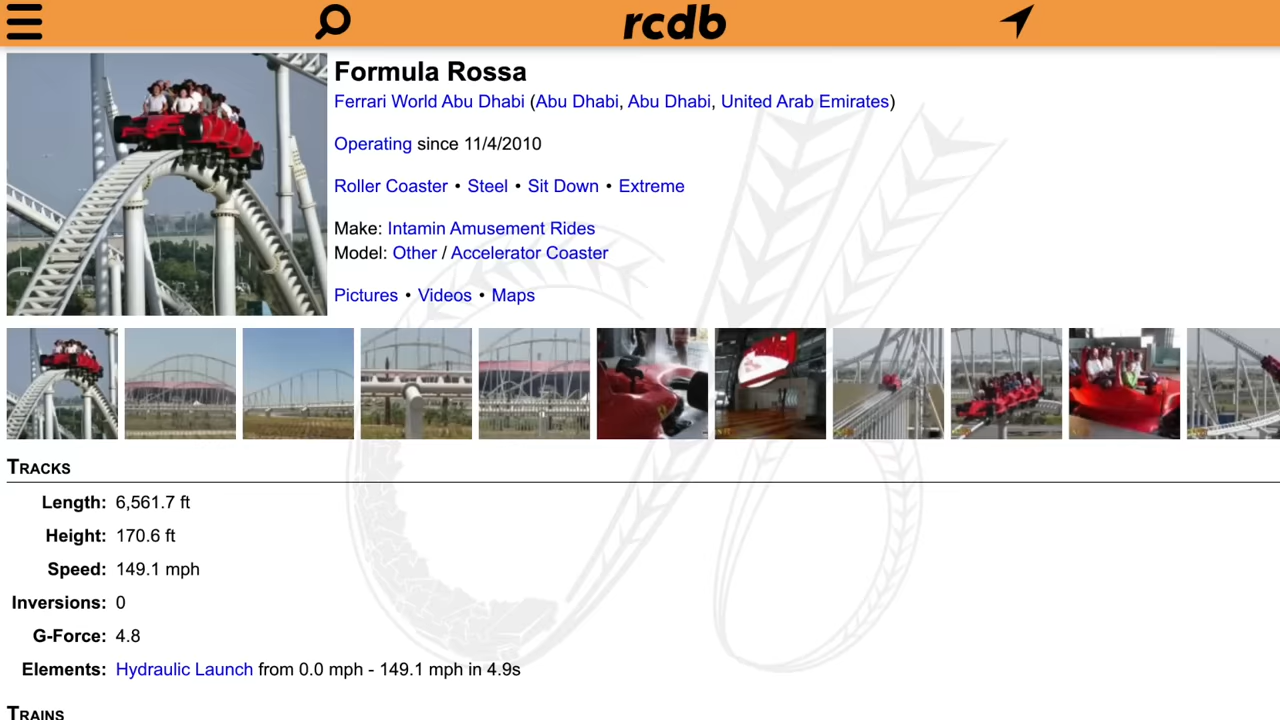 rcdb
Formula Rossa
Ferrari World Abu Dhabi (Abu Dhabi, Abu Dhabi, United Arab Emirates)
Operating since 11/4/2010
Roller Coaster • Steel • Sit Down • Extreme
Make: Intamin Amusement Rides
Model: Other / Accelerator Coaster
Pictures • Videos • Maps
Tracks
Length: 6,561.7 ft
Height: 170.6 ft
Speed: 149.1 mph
Inversions: 0
G-Force: 4.8
Elements: Hydraulic Launch from 0.0 mph - 149.1 mph in 4.9s
Trains